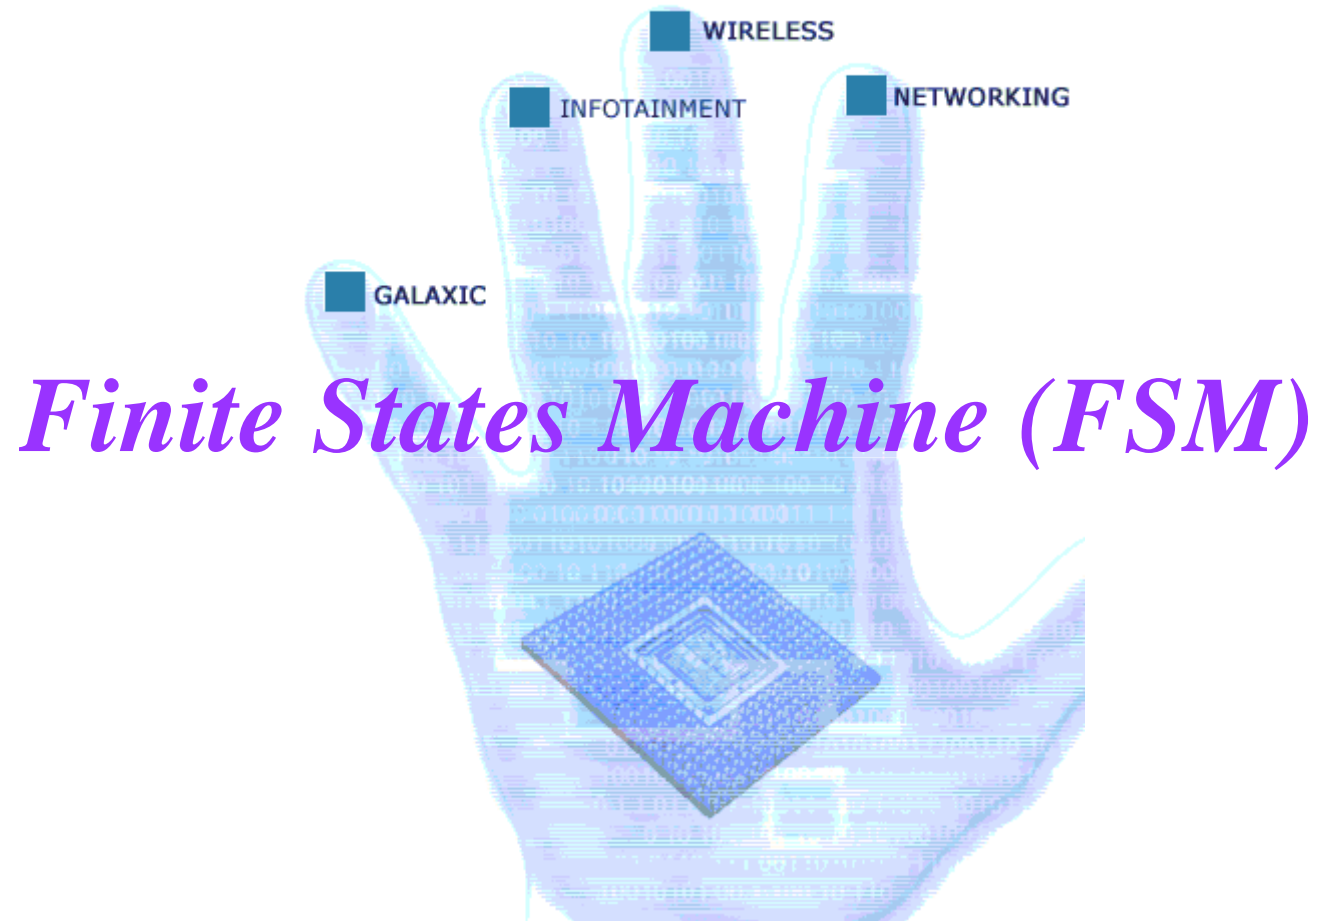 WIRELESS
NETWORKING
INFOTAINMENT
GALAXIC
Finite States Machine (FSM)